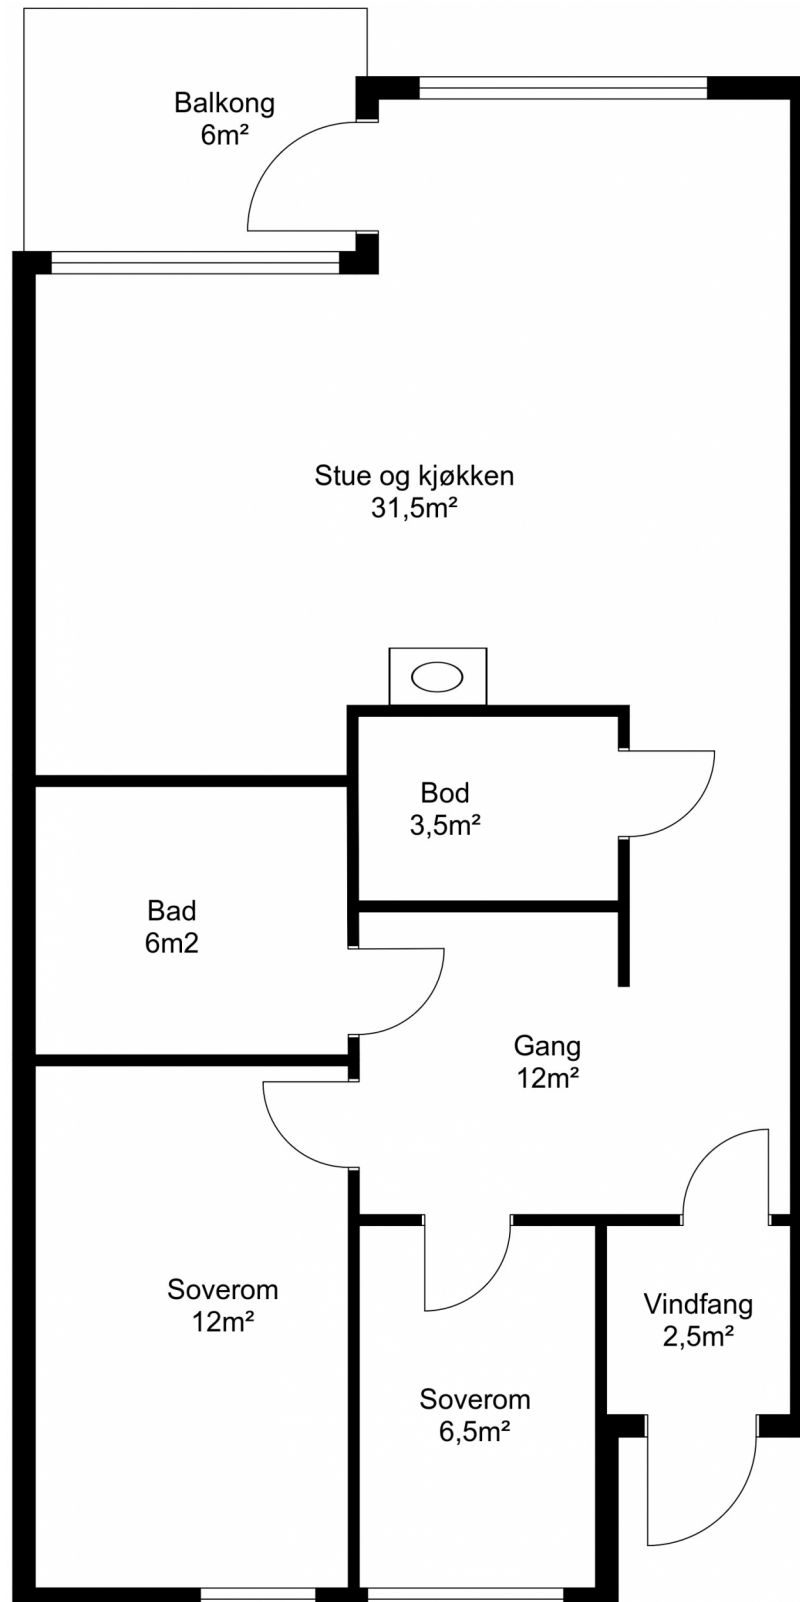 Balkong
6m²
Stue og kjøkken
31,5m²
Bod
3,5m²
Bad
6m2
Gang
12m²
Soverom
12m²
Vindfang
2,5m²
Soverom
6,5m²